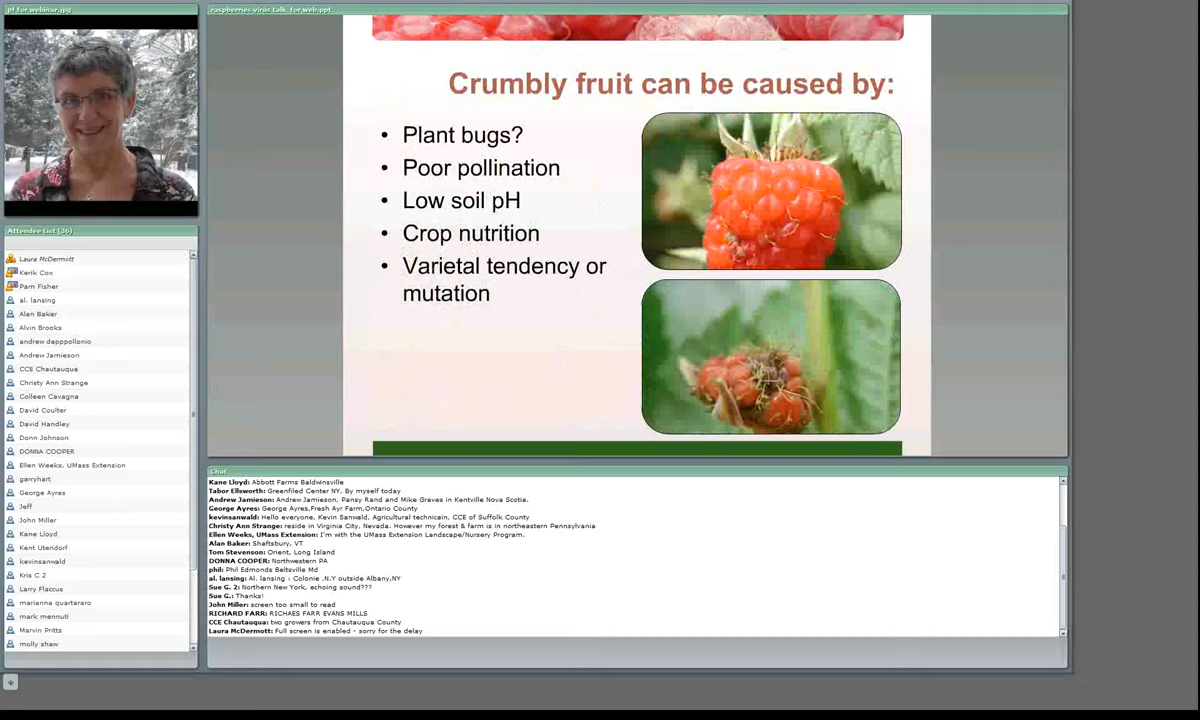 pf for webinar.jpg
raspberries virus talk for web.ppt
Crumbly fruit can be caused by:
• Plant bugs?
• Poor pollination
• Low soil pH
• Crop nutrition
• Varietal tendency or
mutation
Attendee List (36)
Laura McDermott
Kerik Cox
Pam Fisher
al. lansing
Alan Baker
Alvin Brooks
andrew dapppollonio
Andrew Jamieson
CCE Chautauqua
Christy Ann Strange
Colleen Cavagna
David Coulter
David Handley
Donn Johnson
DONNA COOPER
Ellen Weeks, UMass Extension
garryhart
George Ayres
Jeff
John Miller
Kane Lloyd
Kent Utendorf
kevinsanwald
Kris C 2
Larry Flaccus
marianna quartararo
mark mennuti
Marvin Pritts
molly shaw
Chat
Kane Lloyd: Abbott Farms Baldwinsville
Tabor Ellsworth: Greenfiled Center NY, By myself today
Andrew Jamieson: Andrew Jamieson, Pansy Rand and Mike Graves in Kentville Nova Scotia.
George Ayres: George Ayres,Fresh Ayr Farm,Ontario County
kevinsanwald: Hello everyone, Kevin Sanwald, Agricultural technicain, CCE of Suffolk County
Christy Ann Strange: reside in Virginia City, Nevada. However my forest & farm is in northeastern Pennsylvania
Ellen Weeks, UMass Extension: I'm with the UMass Extension Landscape/Nursery Program.
Alan Baker: Shaftsbury, VT
Tom Stevenson: Orient, Long Island
DONNA COOPER: Northwestern PA
phil: Phil Edmonds Beltsville Md
al. lansing: Al. lansing : Colonie ,N.Y outside Albany,NY
Sue G. 2: Northern New York, echoing sound???
Sue G.: Thanks!
John Miller: screen too small to read
RICHARD FARR: RICHAES FARR EVANS MILLS
CCE Chautauqua: two growers from Chautauqua County
Laura McDermott: Full screen is enabled - sorry for the delay